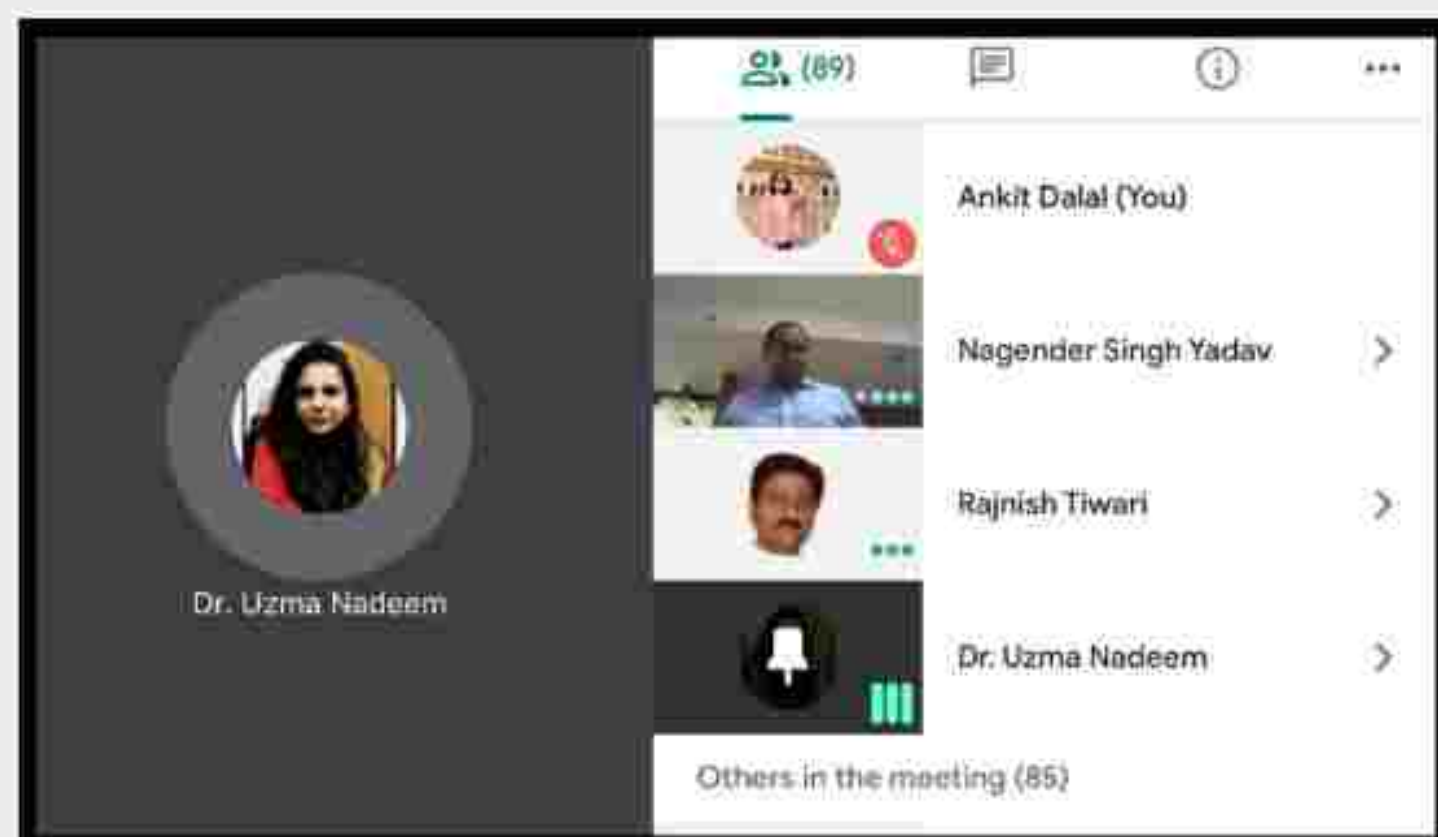 (89)
Ankit Dalal (You)
Nagender Singh Yadav
Rajnish Tiwari
Dr. Uzma Nadeem
Dr. Uzma Nadeem
Others in the meeting (85)